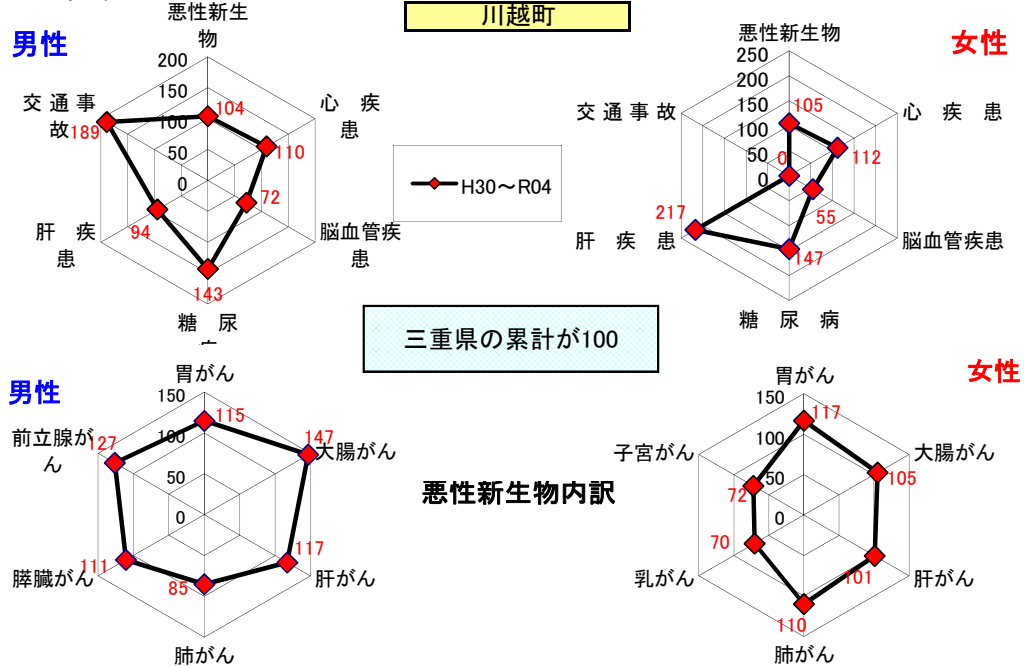 川越町
男性
悪性新生
物
200
150
100
50
0
104
心 疾
患
110
72
脳血管疾
患
143
糖 尿
94
肝 疾
患
交 通 事
故
189
H30～R04
女性
悪性新生物
250
200
150
100
50
0
105
心 疾 患
112
55
脳血管疾患
147
糖 尿 病
217
肝 疾 患
交 通 事 故
0
三重県の累計が100
男性
胃がん
150
100
50
0
115
147
大腸がん
117
肝がん
85
肺がん
111
膵臓がん
127
前立腺が
ん
悪性新生物内訳
女性
胃がん
150
100
50
0
117
大腸がん
105
101
肝がん
110
肺がん
70
乳がん
72
子宮がん